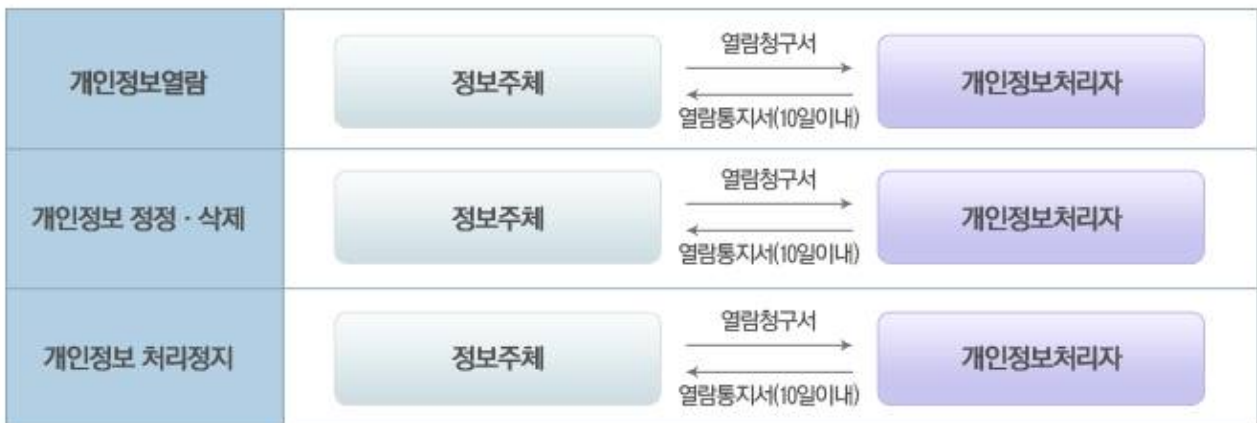 개인정보열람
정보주체
열람청구서
열람통지서(10일이내)
개인정보처리자
개인정보 정정 · 삭제
정보주체
열람청구서
열람통지서(10일이내)
개인정보처리자
개인정보 처리정지
정보주체
열람청구서
열람통지서(10일이내)
개인정보처리자